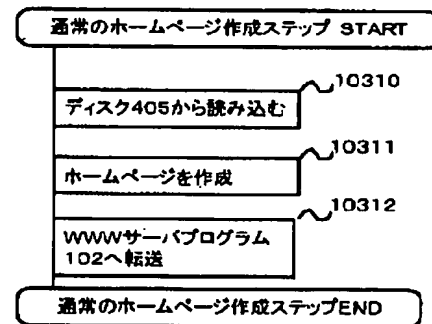 通常のホームページ作成ステップ START
10310
ディスク405から読み込む
10311
ホームページを作成
10312
WWWサーバプログラム
102へ転送
通常のホームページ作成ステップEND